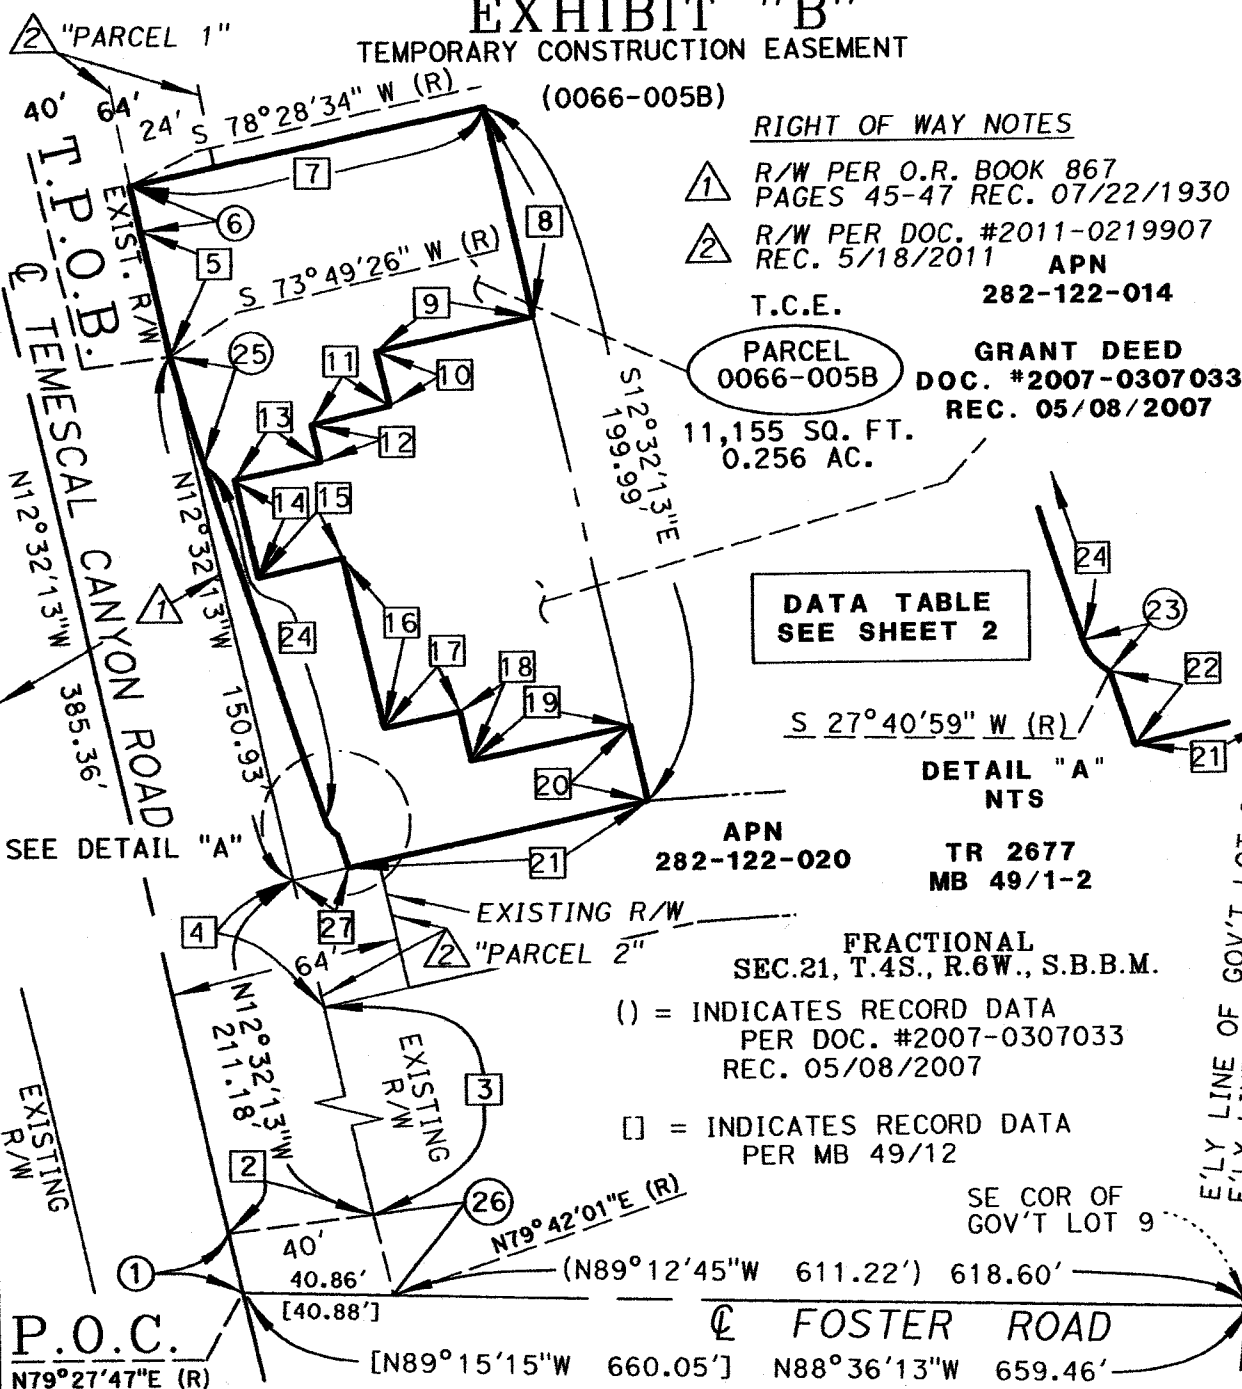 EXHIBIT "B"
TEMPORARY CONSTRUCTION EASEMENT
(0066-005B)
2 "PARCEL 1"
40' 64' 24'
S 78°28'34" W (R)
T.P.O.B.
EXIST. R/W
RIGHT OF WAY NOTES
1 R/W PER O.R. BOOK 867
PAGES 45-47 REC. 07/22/1930
2 R/W PER DOC. #2011-0219907
REC. 5/18/2011
APN
282-122-014
T.C.E.
PARCEL
0066-005B
11,155 SQ. FT.
0.256 AC.
GRANT DEED
DOC. #2007-0307033
REC. 05/08/2007
7
6
8
5
S 73°49'26" W (R)
9
25
11
10
13
12
14
15
S12°32'13"E
199.99'
℄ TEMESCAL CANYON ROAD
N12°32'13"W 385.36'
N12°32'13"W 150.93'
1
24
16
17
18
19
20
21
DATA TABLE
SEE SHEET 2
24
23
22
21
S 27°40'59" W (R)
DETAIL "A"
NTS
SEE DETAIL "A"
APN
282-122-020
TR 2677
MB 49/1-2
4
27
EXISTING R/W
2 "PARCEL 2"
64'
FRACTIONAL
SEC.21, T.4S., R.6W., S.B.B.M.
N12°32'13"W
211.18'
EXISTING
R/W
EXISTING
R/W
3
() = INDICATES RECORD DATA
PER DOC. #2007-0307033
REC. 05/08/2007
[] = INDICATES RECORD DATA
PER MB 49/12
E'LY LINE OF GOV'T LOT
2
26
N79°42'01"E (R)
SE COR OF
GOV'T LOT 9
40'
1
40.86'
[40.88']
(N89°12'45"W 611.22') 618.60'
℄ FOSTER ROAD
P.O.C.
N79°27'47"E (R)
[N89°15'15"W 660.05'] N88°36'13"W 659.46'